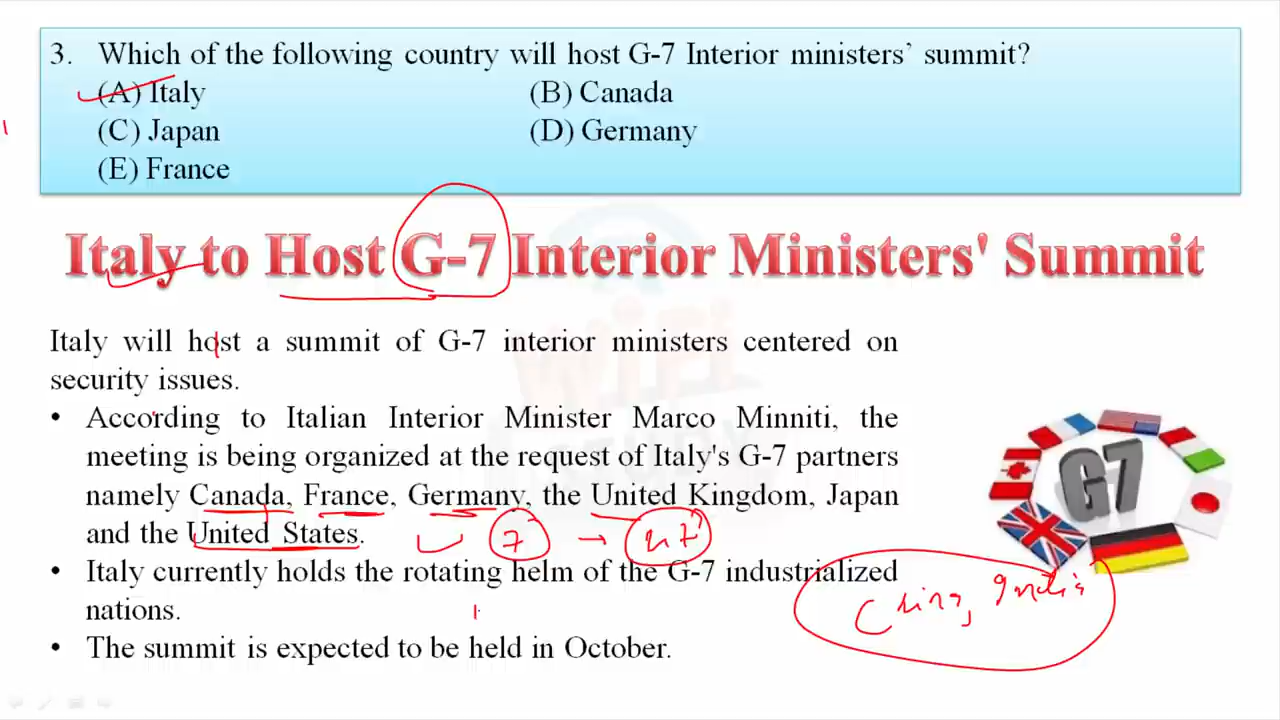 3. Which of the following country will host G-7 Interior ministers' summit?
(A) Italy (B) Canada
(C) Japan (D) Germany
(E) France
Italy to Host G-7 Interior Ministers' Summit
Italy will host a summit of G-7 interior ministers centered on
security issues.
• According to Italian Interior Minister Marco Minniti, the
meeting is being organized at the request of Italy's G-7 partners
namely Canada, France, Germany, the United Kingdom, Japan
and the United States.
7 →
• Italy currently holds the rotating helm of the G-7 industrialized
nations.
China, India
• The summit is expected to be held in October.
G7
WiFi
STUDY